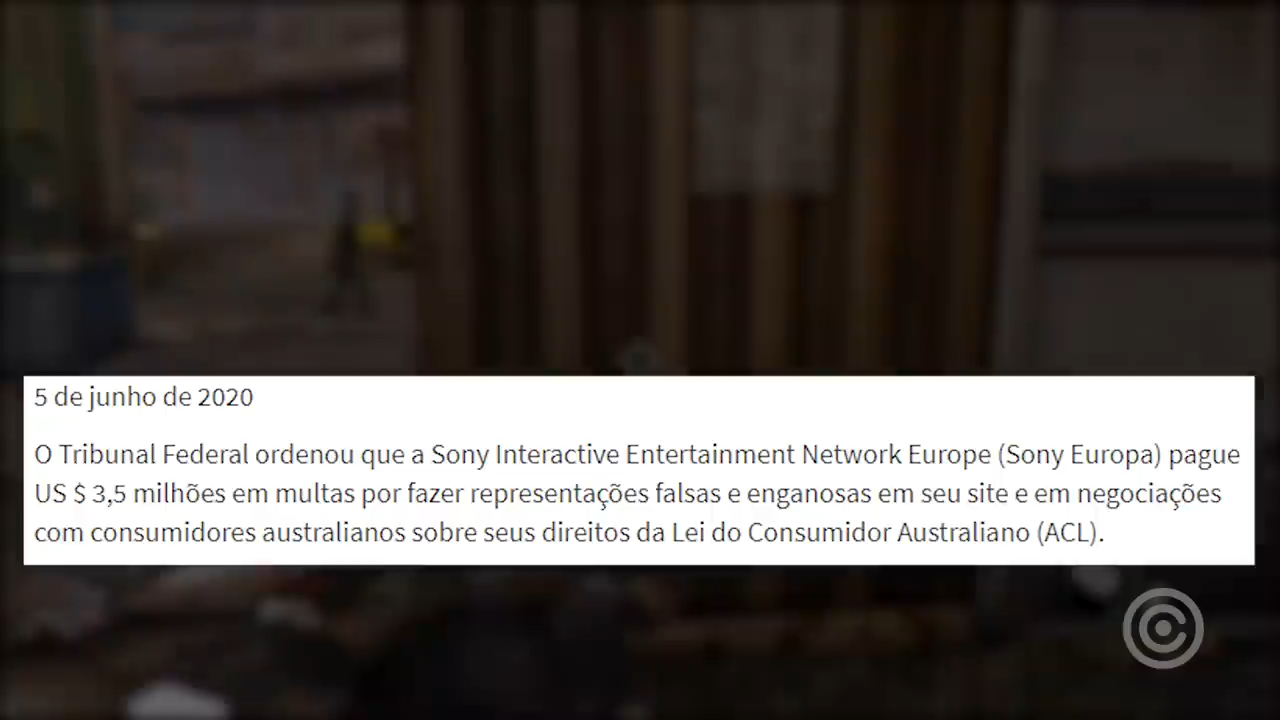 5 de junho de 2020
O Tribunal Federal ordenou que a Sony Interactive Entertainment Network Europe (Sony Europa) pague
US $ 3,5 milhões em multas por fazer representações falsas e enganosas em seu site e em negociações
com consumidores australianos sobre seus direitos da Lei do Consumidor Australiano (ACL).